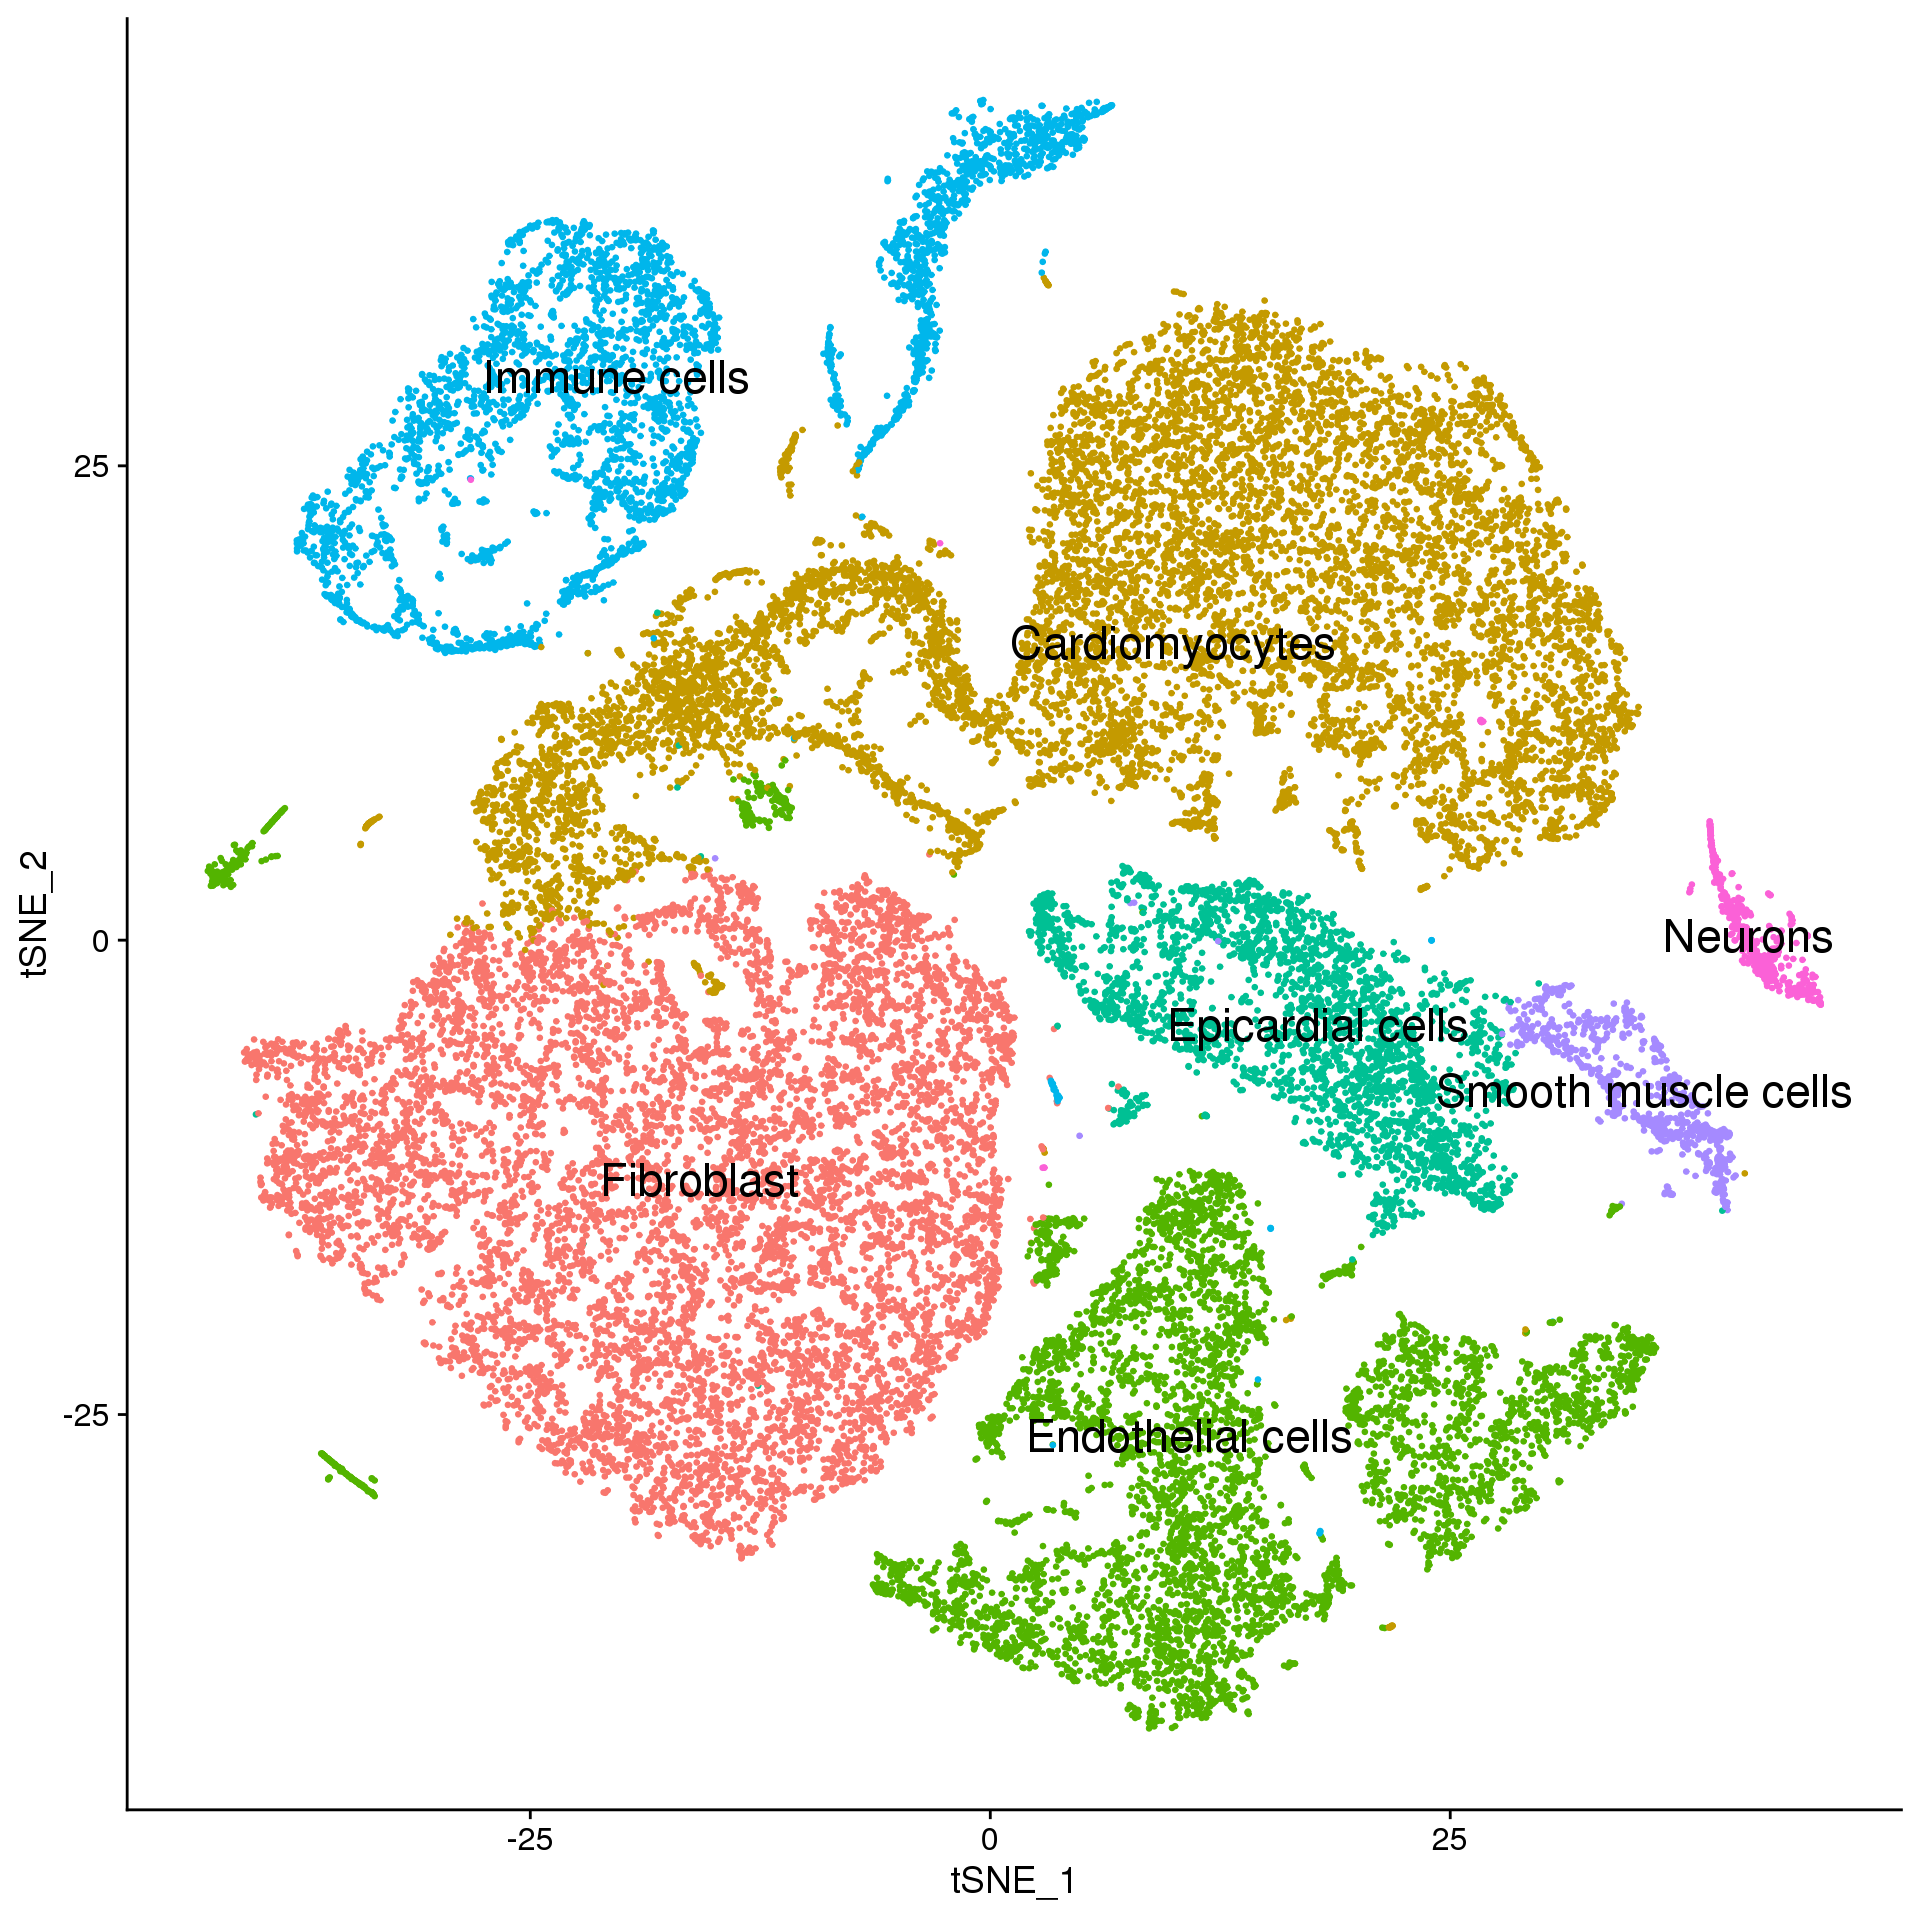 Immune cells
25
Cardiomyocytes
tSNE_2
0
Neurons
Epicardial cells
Smooth muscle cells
Fibroblast
-25
Endothelial cells
-25
0
25
tSNE_1